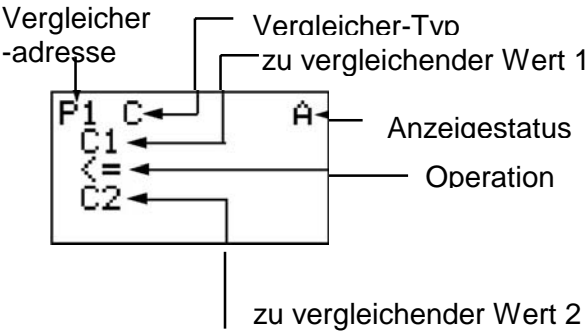 Vergleicher
-adresse
Vergleicher-Typ
zu vergleichender Wert 1
P1 C A
C1
<=
C2
Anzeigestatus
Operation
zu vergleichender Wert 2